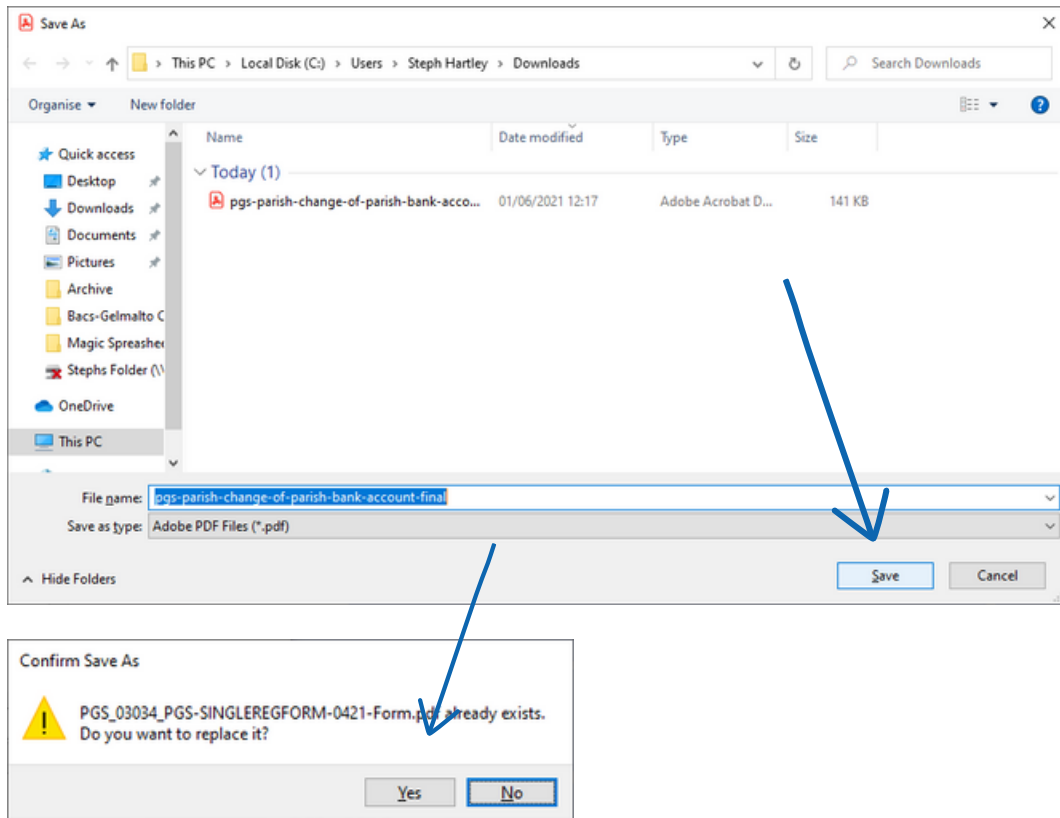 Save As
This PC > Local Disk (C:) > Users > Steph Hartley > Downloads
Search Downloads
Organise
New folder
Name
Date modified
Type
Size
Quick access
Desktop
Downloads
Documents
Pictures
Archive
Bacs-Gelmalto C
Magic Spreashee
Stephs Folder (\\
OneDrive
This PC
Today (1)
pgs-parish-change-of-parish-bank-acco... 01/06/2021 12:17 Adobe Acrobat D... 141 KB
File name: pgs-parish-change-of-parish-bank-account-final
Save as type: Adobe PDF Files (*.pdf)
Hide Folders
Save
Cancel
Confirm Save As
PGS_03034_PGS-SINGLEREGFORM-0421-Form.pdf already exists.
Do you want to replace it?
Yes
No